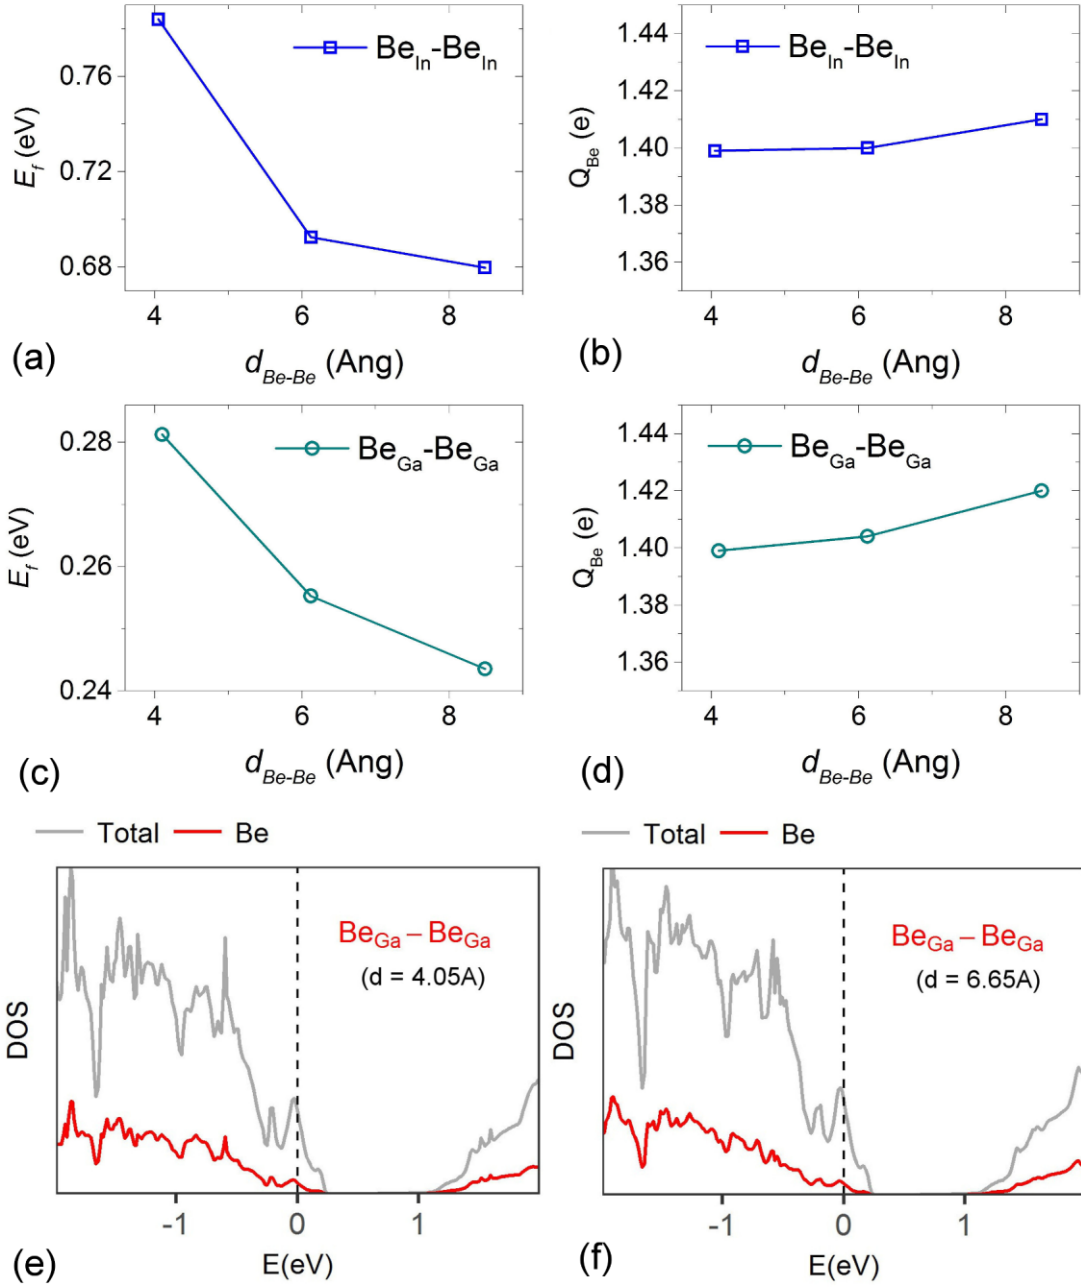 Be_In-Be_In
E_f (eV)
0.76
0.72
0.68
4 6 8
d_Be-Be (Ang)
(a)
Be_In-Be_In
Q_Be (e)
1.44
1.42
1.40
1.38
1.36
4 6 8
d_Be-Be (Ang)
(b)
Be_Ga-Be_Ga
E_f (eV)
0.28
0.26
0.24
4 6 8
d_Be-Be (Ang)
(c)
Be_Ga-Be_Ga
Q_Be (e)
1.44
1.42
1.40
1.38
1.36
4 6 8
d_Be-Be (Ang)
(d)
Total Be
Be_Ga – Be_Ga
(d = 4.05A)
DOS
-1 0 1
E(eV)
(e)
Total Be
Be_Ga – Be_Ga
(d = 6.65A)
DOS
-1 0 1
E(eV)
(f)